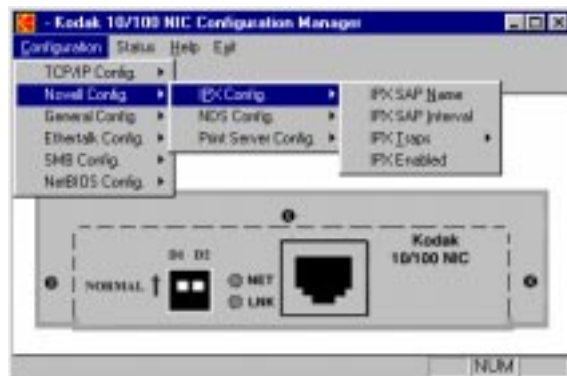 - Kodak 10/100 NIC Configuration Manager
Configuration Status Help Exit
TCP/IP Config.
Novell Config.
General Config.
Ethertalk Config.
SMB Config.
NetBIOS Config.
IPX Config.
NDS Config.
Print Server Config.
IPX SAP Name
IPX SAP Interval
IPX Traps
IPX Enabled
Kodak
10/100 NIC
D1 D2
NORMAL
NET
LNK
NUM